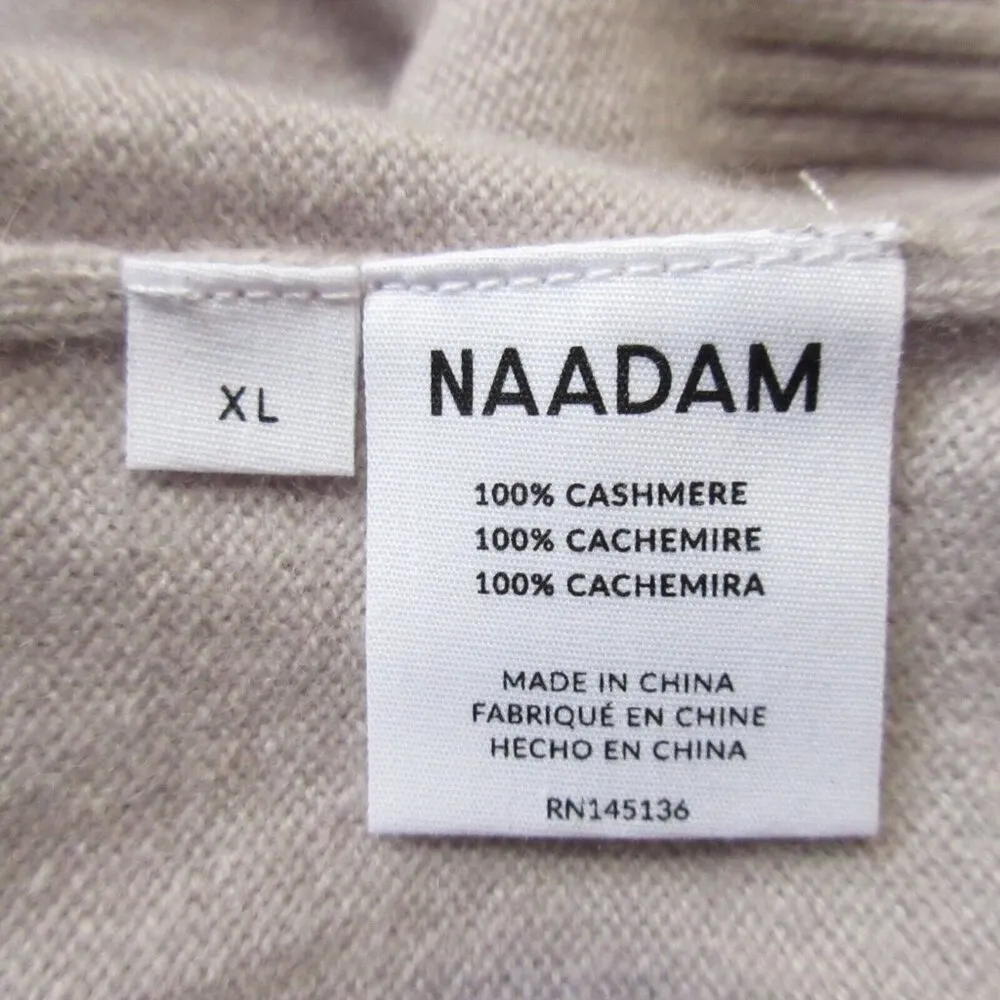 XL
NAADAM
100% CASHMERE
100% CACHEMIRE
100% CACHEMIRA
MADE IN CHINA
FABRIQUÉ EN CHINE
HECHO EN CHINA
RN145136